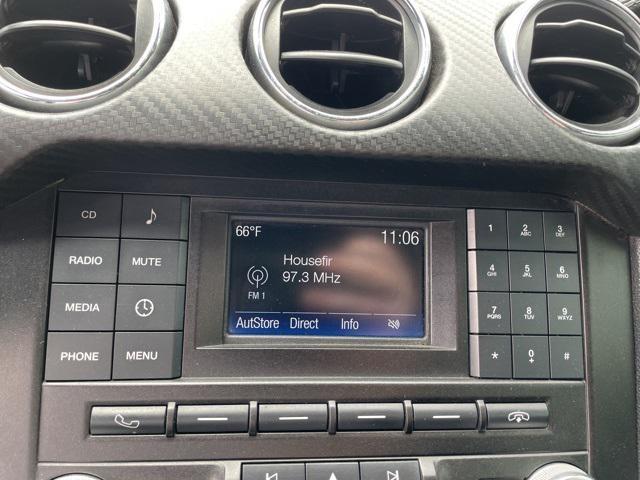 CD
RADIO MUTE
MEDIA
PHONE MENU
66°F 11:06
Housefir
97.3 MHz
FM 1
AutStore Direct Info
1 2 ABC 3 DEF
4 GHI 5 JKL 6 MNO
7 PQRS 8 TUV 9 WXYZ
* 0 + #